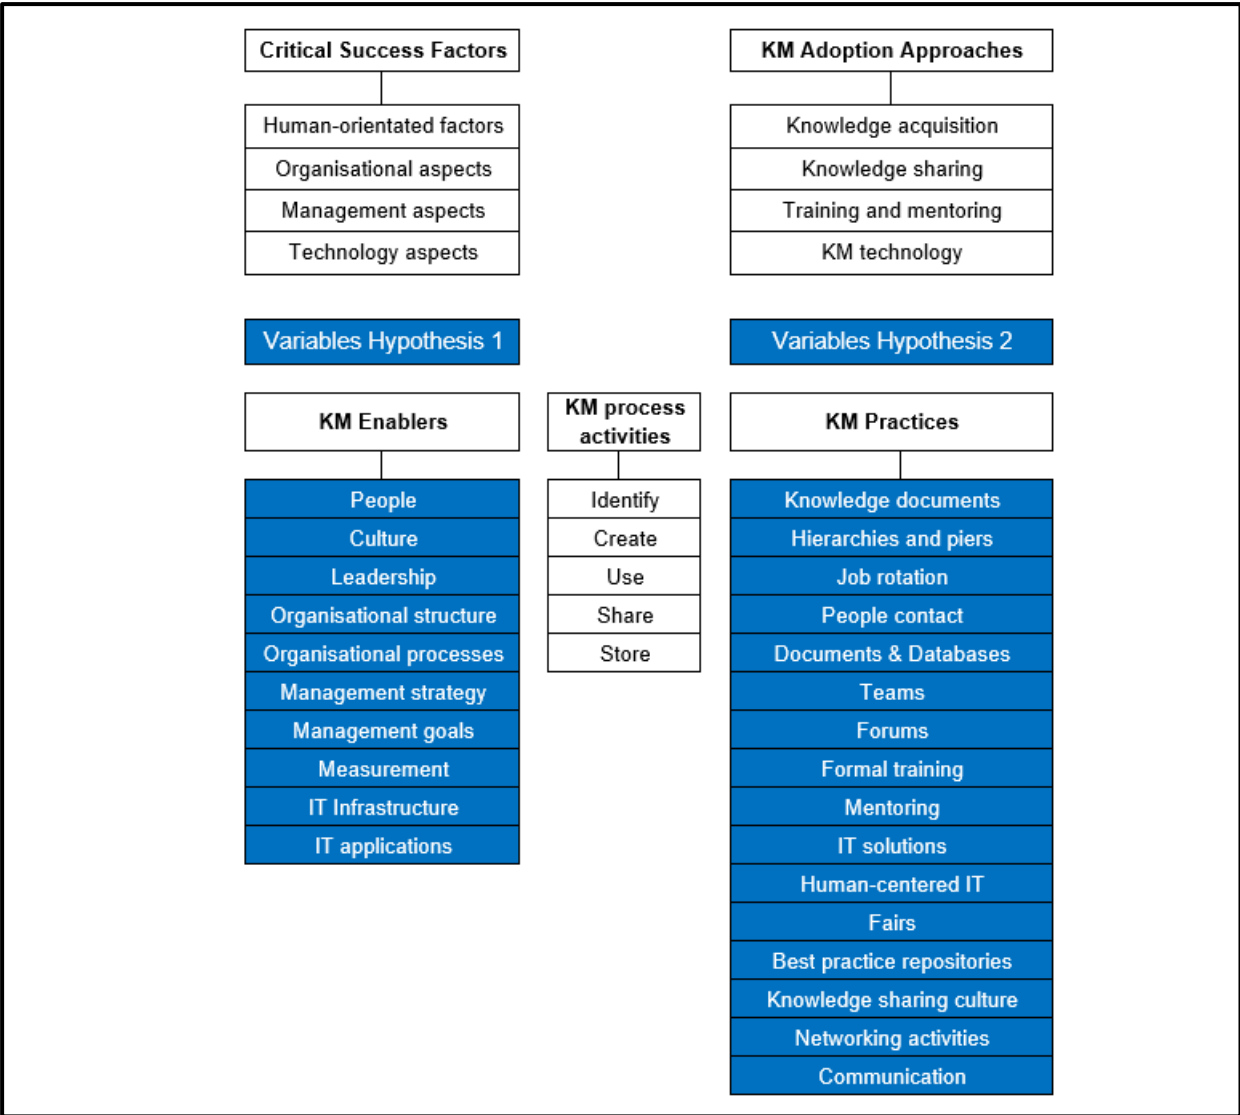 Critical Success Factors
Human-orientated factors
Organisational aspects
Management aspects
Technology aspects
KM Adoption Approaches
Knowledge acquisition
Knowledge sharing
Training and mentoring
KM technology
Variables Hypothesis 1
Variables Hypothesis 2
KM Enablers
People
Culture
Leadership
Organisational structure
Organisational processes
Management strategy
Management goals
Measurement
IT Infrastructure
IT applications
KM process
activities
Identify
Create
Use
Share
Store
KM Practices
Knowledge documents
Hierarchies and piers
Job rotation
People contact
Documents & Databases
Teams
Forums
Formal training
Mentoring
IT solutions
Human-centered IT
Fairs
Best practice repositories
Knowledge sharing culture
Networking activities
Communication